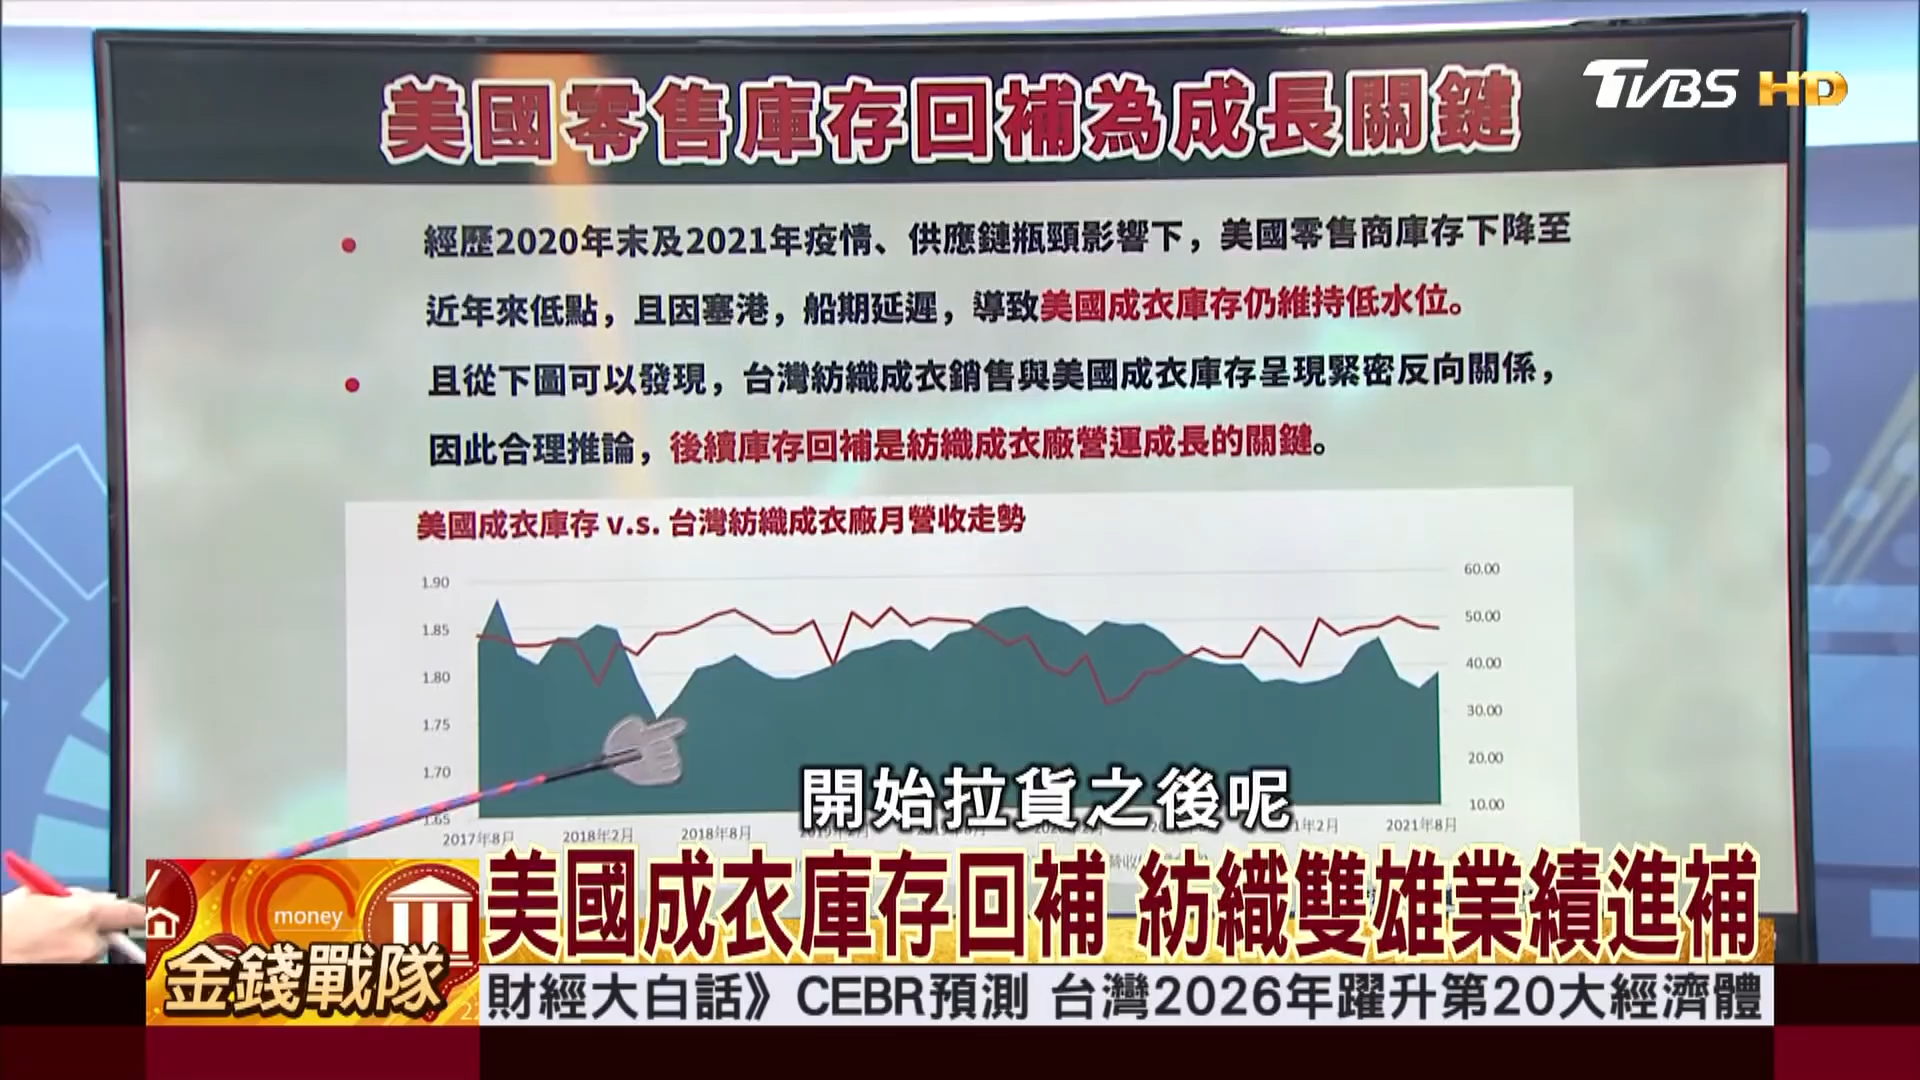 TVBS HD
美國零售庫存回補為成長關鍵
• 經歷2020年末及2021年疫情、供應鏈瓶頸影響下，美國零售商庫存下降至
近年來低點，且因塞港，船期延遲，導致美國成衣庫存仍維持低水位。
• 且從下圖可以發現，台灣紡織成衣銷售與美國成衣庫存呈現緊密反向關係，
因此合理推論，後續庫存回補是紡織成衣廠營運成長的關鍵。
美國成衣庫存 v.s. 台灣紡織成衣廠月營收走勢
1.90 60.00
1.85 50.00
1.80 40.00
1.75 30.00
1.70 20.00
1.65 10.00
2017年8月 2018年2月 2018年8月 2021年8月
開始拉貨之後呢
美國成衣庫存回補 紡織雙雄業績進補
money
金錢戰隊
財經大白話》CEBR預測 台灣2026年躍升第20大經濟體